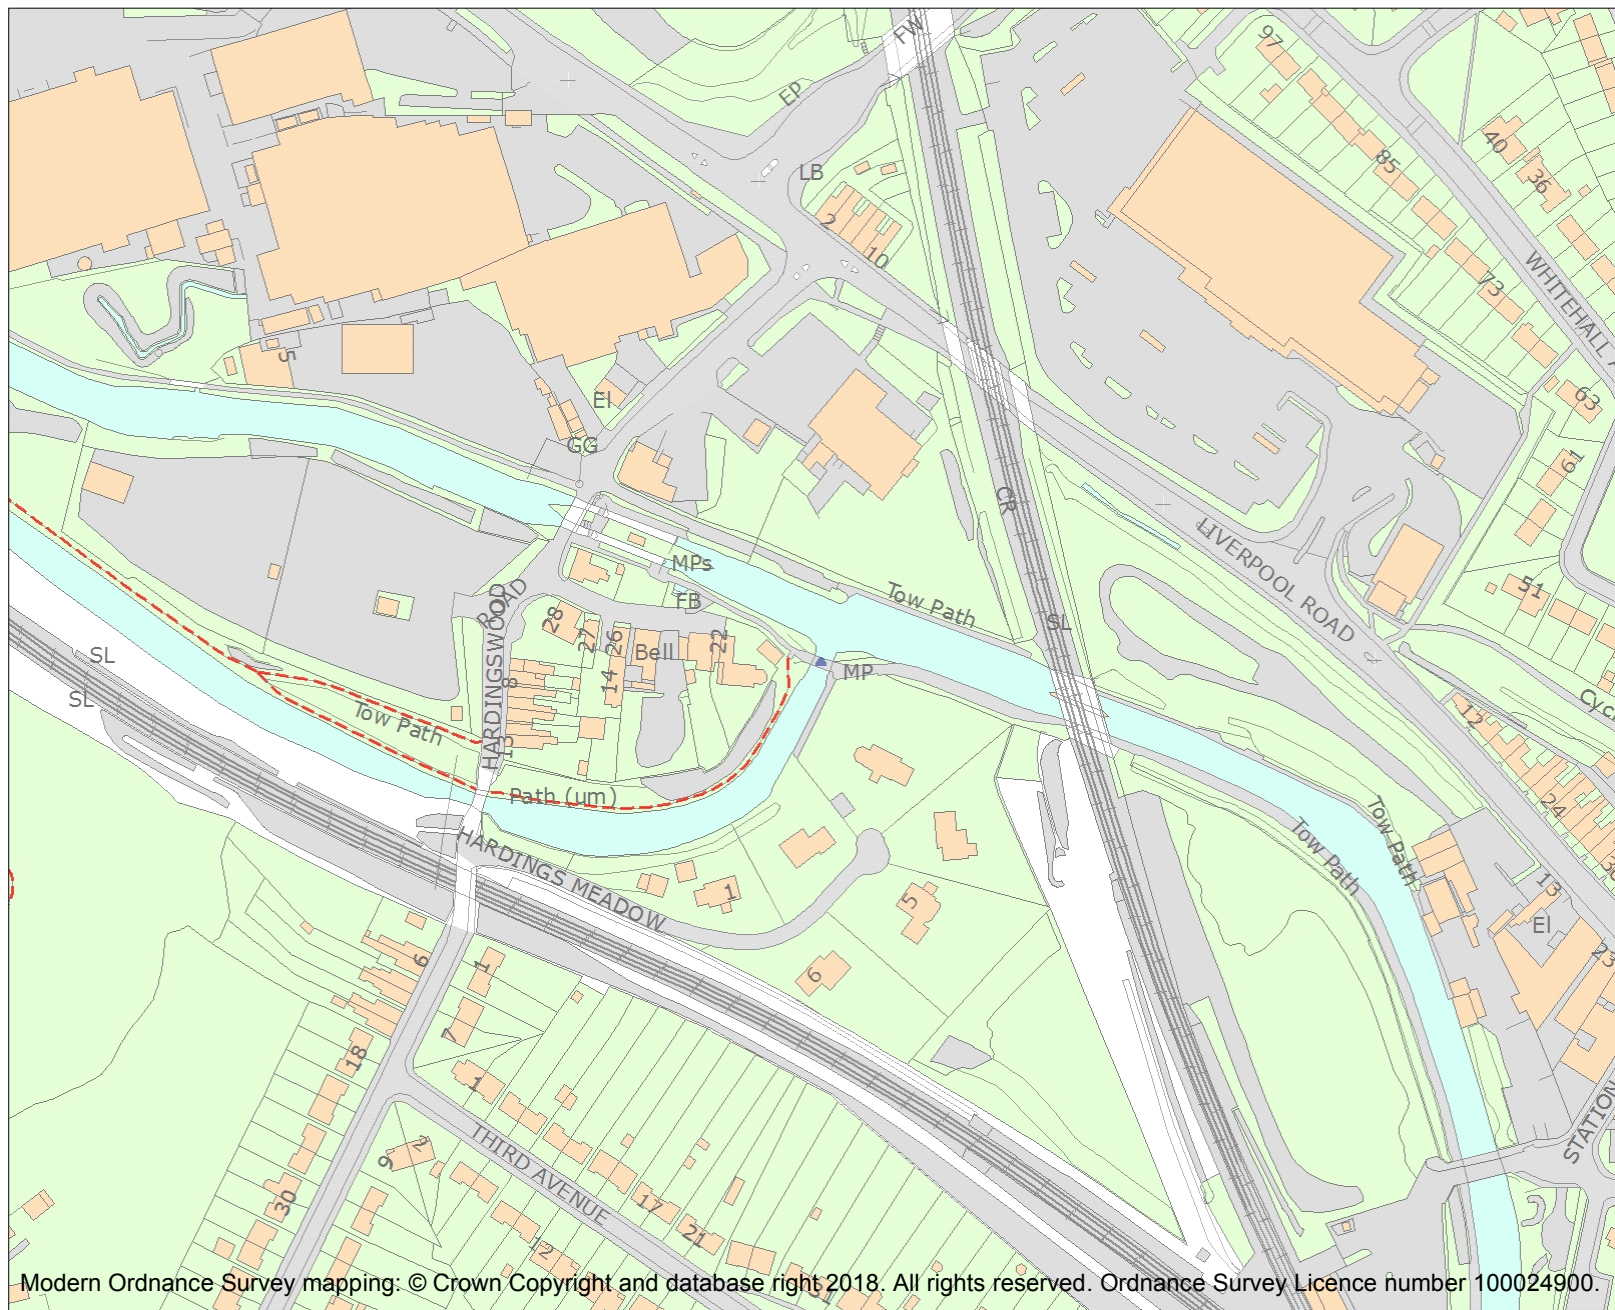 FW
97
EP
40
LB
85
36
2
10
WHITEHALL
73
5
El
63
GG
61
CR
LIVERPOOL ROAD
MPs
Tow Path
51
FB
HARDINGSWOOD
ROAD
28
27
26
22
Bell
SL
SL
SL
8
14
MP
Tow Path
12
13
Path (um)
Tow Path
Tow Path
24
HARDINGS MEADOW
1
5
13
El
23
6
1
6
7
18
1
STATION
THIRD AVENUE
2
9
30
17
21
12
Modern Ordnance Survey mapping: © Crown Copyright and database right 2018. All rights reserved. Ordnance Survey Licence number 100024900.